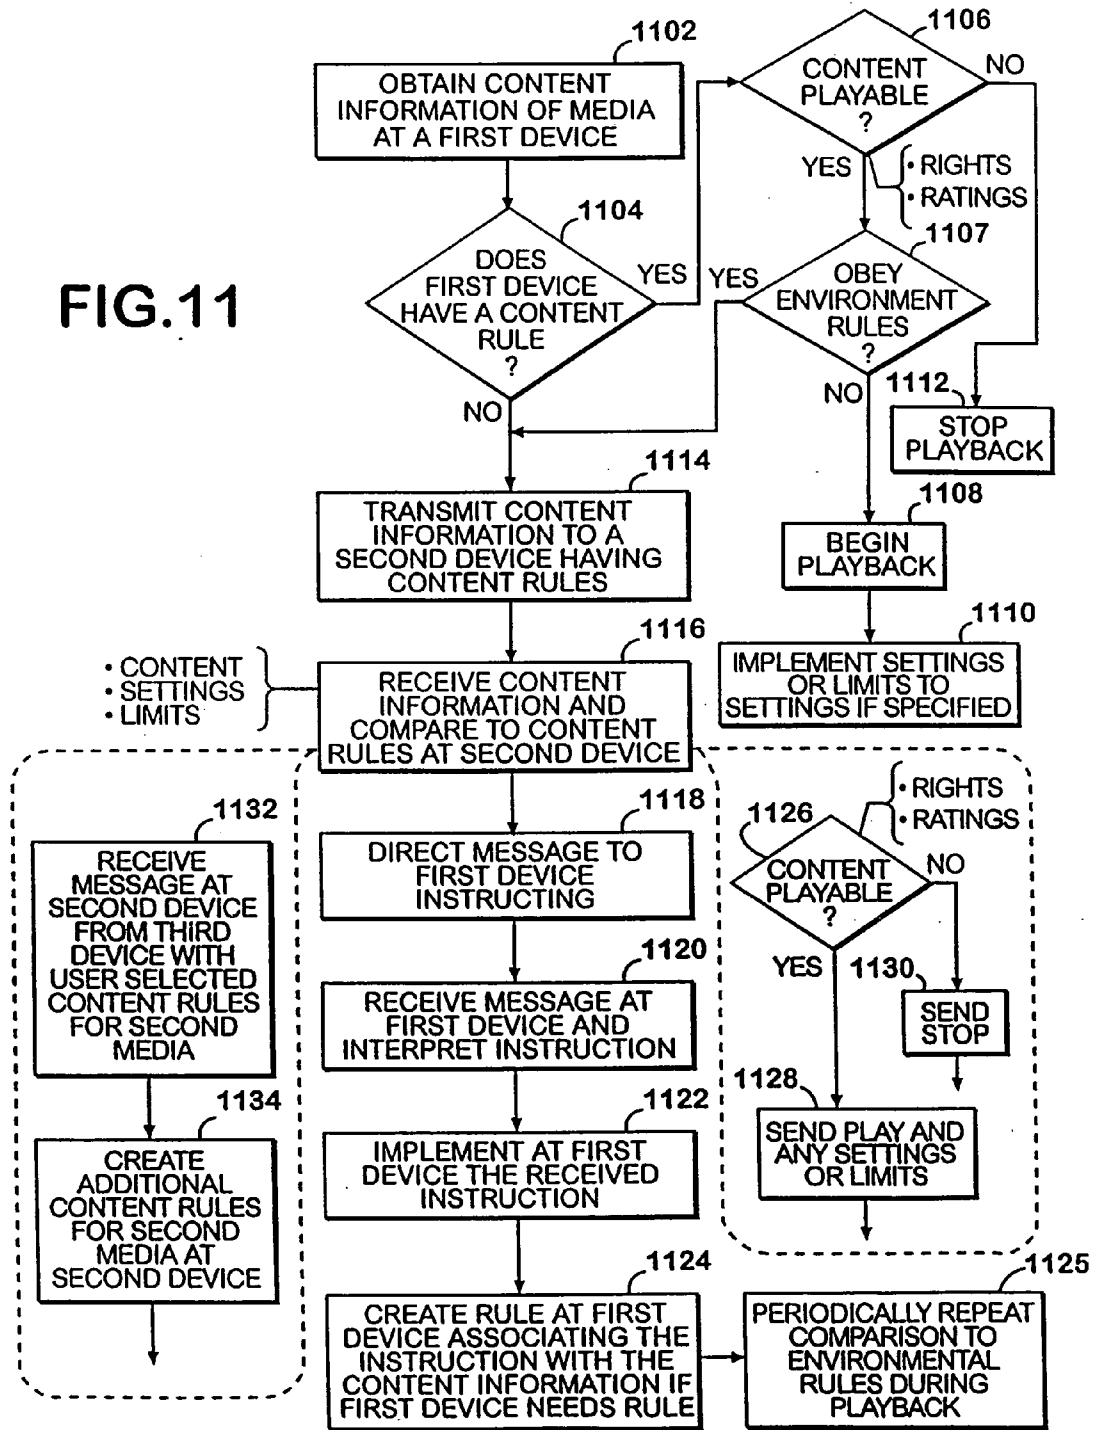 FIG.11
1102
OBTAIN CONTENT
INFORMATION OF MEDIA
AT A FIRST DEVICE
1104
DOES
FIRST DEVICE
HAVE A CONTENT
RULE
?
YES
NO
1106
CONTENT
PLAYABLE
?
NO
YES
• RIGHTS
• RATINGS
1107
OBEY
ENVIRONMENT
RULES
?
YES
NO
1112
STOP
PLAYBACK
1108
BEGIN
PLAYBACK
1110
IMPLEMENT SETTINGS
OR LIMITS TO
SETTINGS IF SPECIFIED
1114
TRANSMIT CONTENT
INFORMATION TO A
SECOND DEVICE HAVING
CONTENT RULES
1116
• CONTENT
• SETTINGS
• LIMITS
RECEIVE CONTENT
INFORMATION AND
COMPARE TO CONTENT
RULES AT SECOND DEVICE
1118
DIRECT MESSAGE TO
FIRST DEVICE
INSTRUCTING
1120
RECEIVE MESSAGE AT
FIRST DEVICE AND
INTERPRET INSTRUCTION
1122
IMPLEMENT AT FIRST
DEVICE THE RECEIVED
INSTRUCTION
1124
CREATE RULE AT FIRST
DEVICE ASSOCIATING THE
INSTRUCTION WITH THE
CONTENT INFORMATION IF
FIRST DEVICE NEEDS RULE
1125
PERIODICALLY REPEAT
COMPARISON TO
ENVIRONMENTAL
RULES DURING
PLAYBACK
1126
CONTENT
PLAYABLE
?
• RIGHTS
• RATINGS
NO
YES
1130
SEND
STOP
1128
SEND PLAY AND
ANY SETTINGS
OR LIMITS
1132
RECEIVE
MESSAGE AT
SECOND DEVICE
FROM THIRD
DEVICE WITH
USER SELECTED
CONTENT RULES
FOR SECOND
MEDIA
1134
CREATE
ADDITIONAL
CONTENT RULES
FOR SECOND
MEDIA AT
SECOND DEVICE